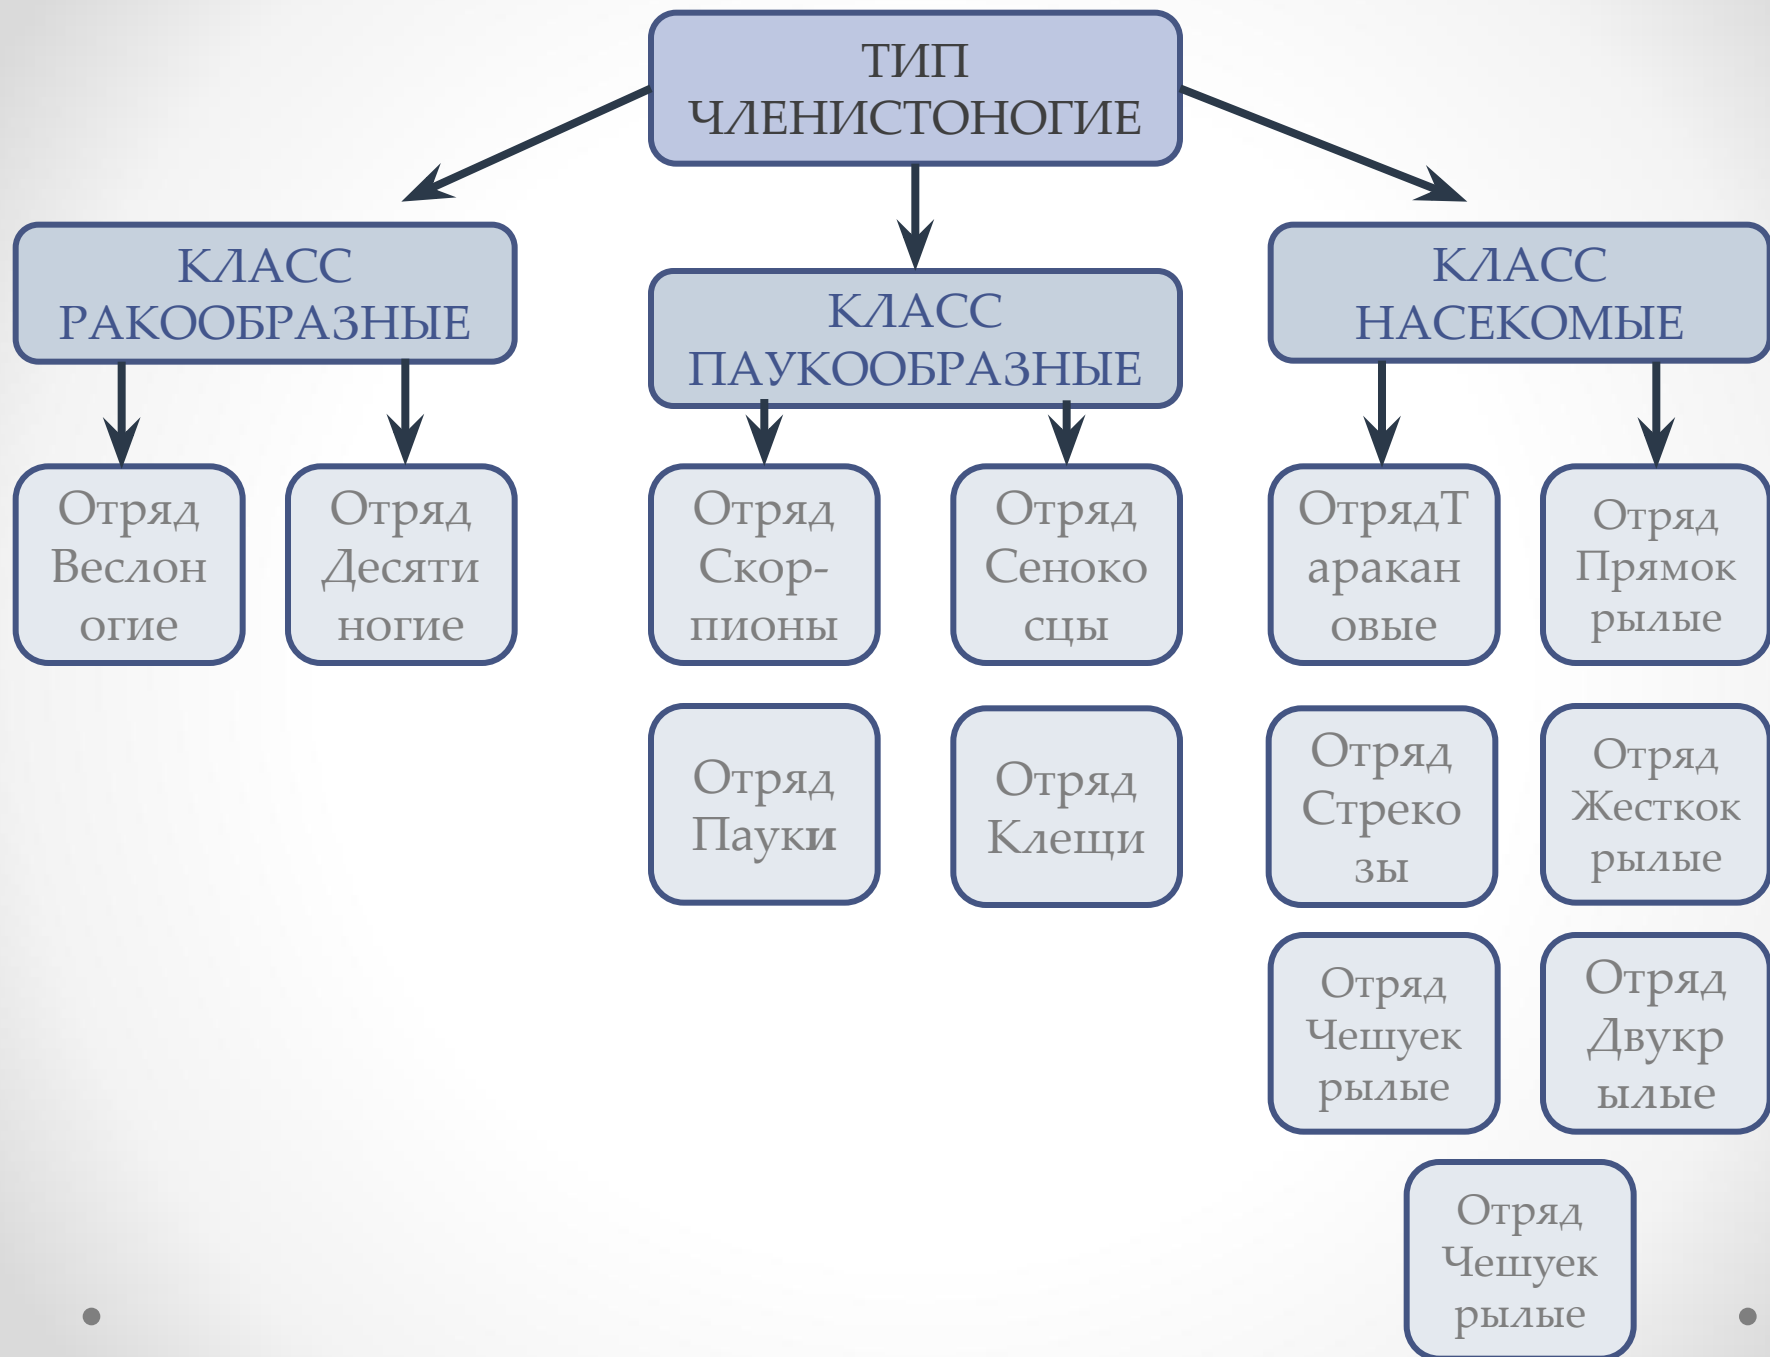 ТИП
ЧЛЕНИСТОНОГИЕ
КЛАСС
РАКООБРАЗНЫЕ
КЛАСС
ПАУКООБРАЗНЫЕ
КЛАСС
НАСЕКОМЫЕ
Отряд
Веслон
огие
Отряд
Десяти
ногие
Отряд
Скор-
пионы
Отряд
Сеноко
сцы
ОтрядТ
аракан
овые
Отряд
Прямок
рылые
Отряд
Пауки
Отряд
Клещи
Отряд
Стреко
зы
Отряд
Жесткок
рылые
Отряд
Чешуек
рылые
Отряд
Двукр
ылые
Отряд
Чешуек
рылые